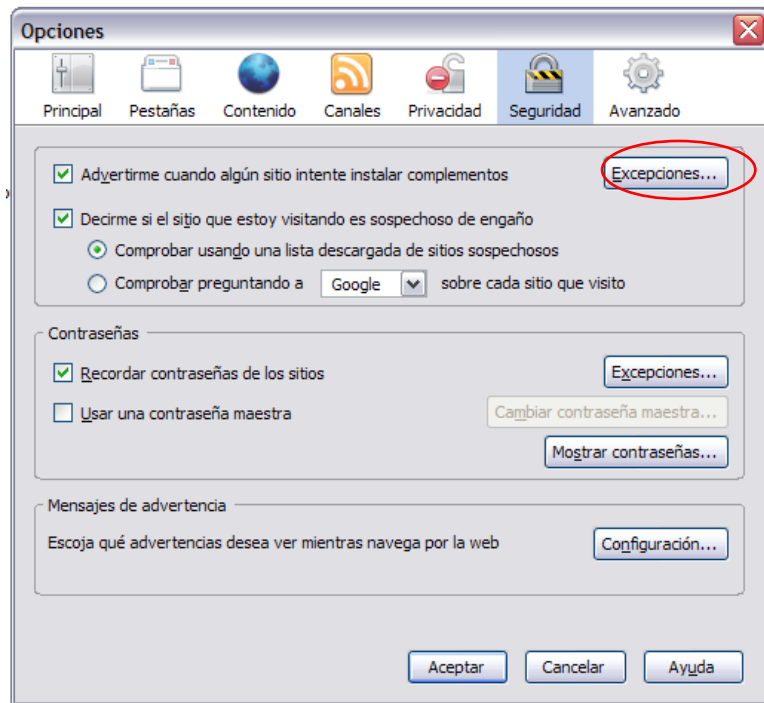 Opciones
Principal Pestañas Contenido Canales Privacidad Seguridad Avanzado
Advertirme cuando algún sitio intente instalar complementos Excepciones...
Decirme si el sitio que estoy visitando es sospechoso de engaño
Comprobar usando una lista descargada de sitios sospechosos
Comprobar preguntando a Google sobre cada sitio que visito
Contraseñas
Recordar contraseñas de los sitios Excepciones...
Usar una contraseña maestra Cambiar contraseña maestra...
Mostrar contraseñas...
Mensajes de advertencia
Escoja qué advertencias desea ver mientras navega por la web Configuración...
Aceptar Cancelar Ayuda